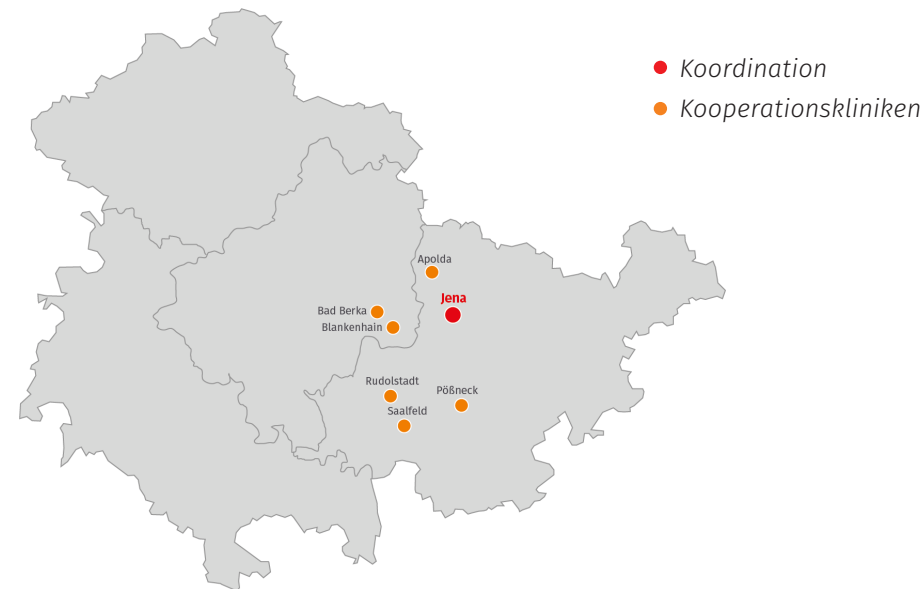 Koordination
Kooperationskliniken
Apolda
Jena
Bad Berka
Blankenhain
Rudolstadt
Pößneck
Saalfeld